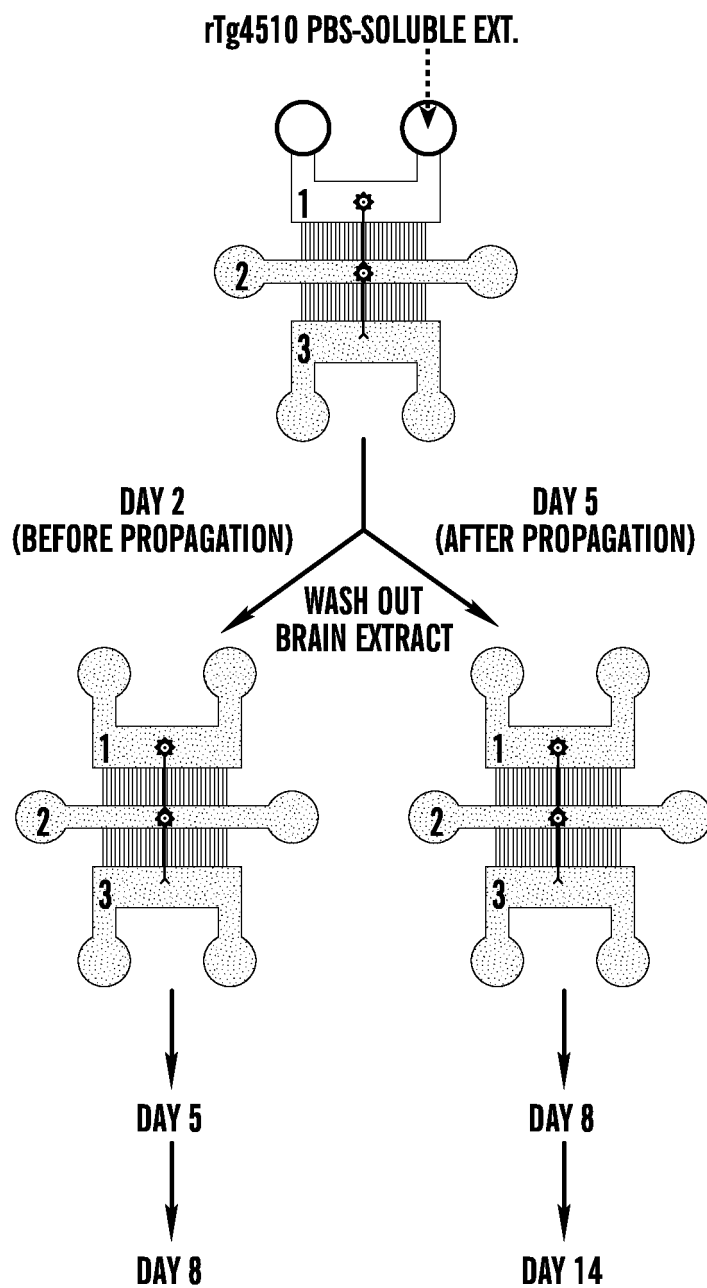 rTg4510 PBS-SOLUBLE EXT.
1
2
3
DAY 2
(BEFORE PROPAGATION)
DAY 5
(AFTER PROPAGATION)
WASH OUT
BRAIN EXTRACT
1
2
3
1
2
3
DAY 5
DAY 8
DAY 8
DAY 14